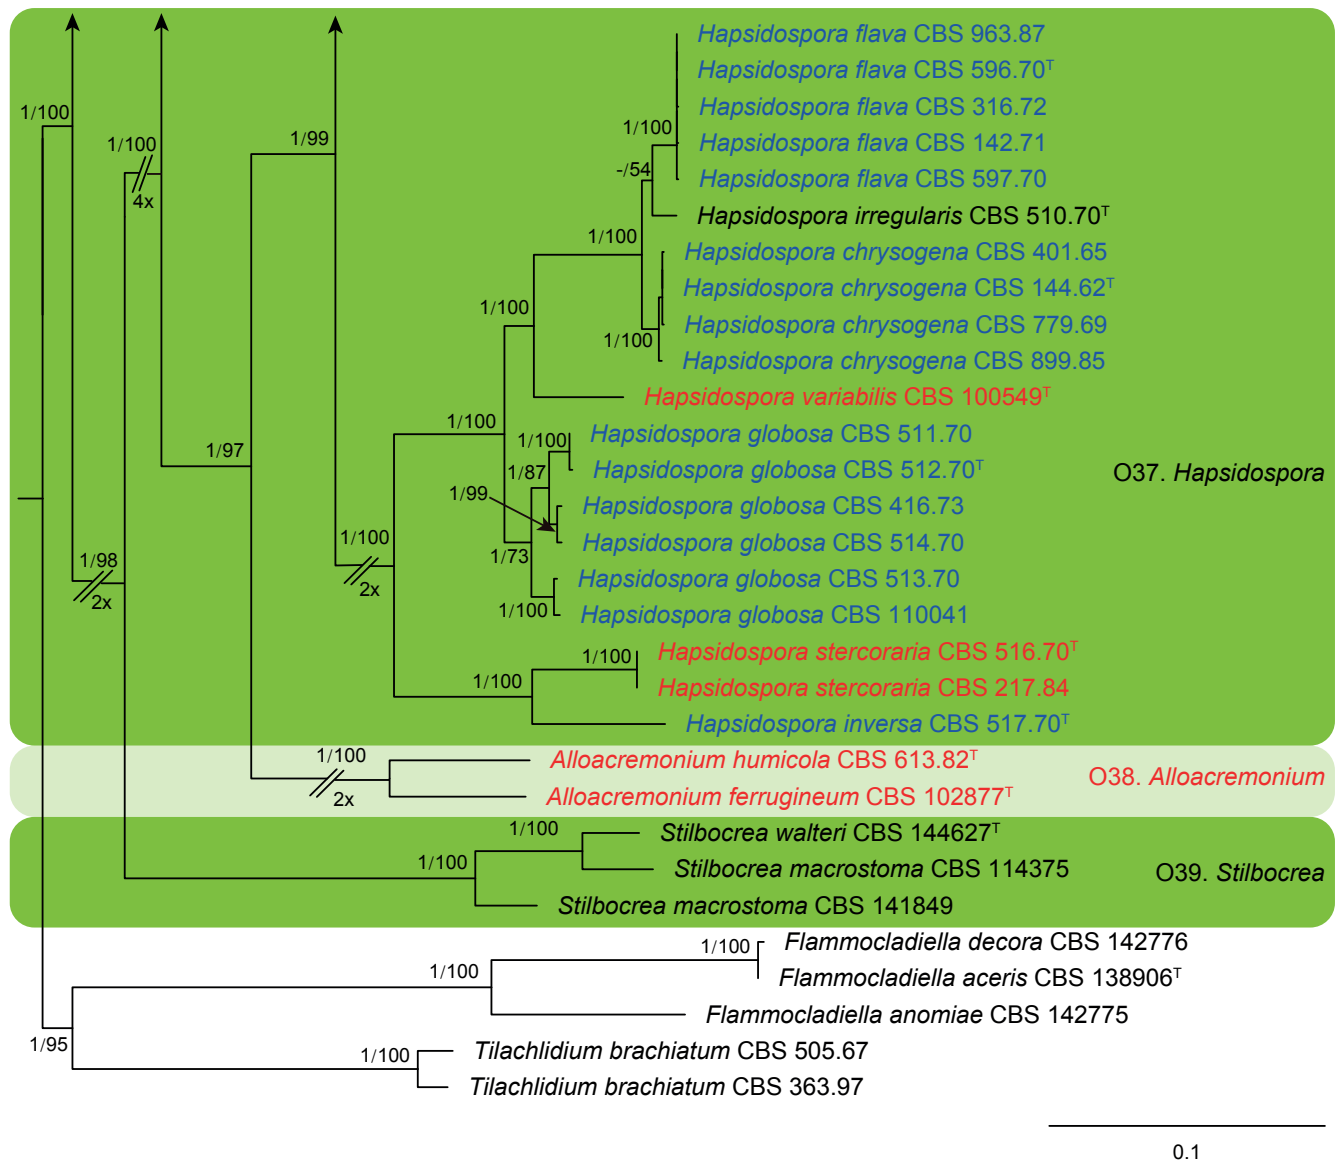 Hapsidospora flava CBS 963.87
Hapsidospora flava CBS 596.70ᵀ
1/100
Hapsidospora flava CBS 316.72
1/100
Hapsidospora flava CBS 142.71
1/99
1/100
-/54
Hapsidospora flava CBS 597.70
4x
Hapsidospora irregularis CBS 510.70ᵀ
1/100
Hapsidospora chrysogena CBS 401.65
Hapsidospora chrysogena CBS 144.62ᵀ
1/100
Hapsidospora chrysogena CBS 779.69
1/100
Hapsidospora chrysogena CBS 899.85
Hapsidospora variabilis CBS 100549ᵀ
1/100
1/100
Hapsidospora globosa CBS 511.70
1/97
1/87
Hapsidospora globosa CBS 512.70ᵀ
O37. Hapsidospora
1/99
Hapsidospora globosa CBS 416.73
1/100
Hapsidospora globosa CBS 514.70
1/98
1/73
Hapsidospora globosa CBS 513.70
2x
2x
1/100
Hapsidospora globosa CBS 110041
1/100
Hapsidospora stercoraria CBS 516.70ᵀ
1/100
Hapsidospora stercoraria CBS 217.84
Hapsidospora inversa CBS 517.70ᵀ
1/100
Alloacremonium humicola CBS 613.82ᵀ
O38. Alloacremonium
2x
Alloacremonium ferrugineum CBS 102877ᵀ
1/100
Stilbocrea walteri CBS 144627ᵀ
1/100
Stilbocrea macrostoma CBS 114375
O39. Stilbocrea
Stilbocrea macrostoma CBS 141849
1/100
Flammocladiella decora CBS 142776
1/100
Flammocladiella aceris CBS 138906ᵀ
Flammocladiella anomiae CBS 142775
1/95
1/100
Tilachlidium brachiatum CBS 505.67
Tilachlidium brachiatum CBS 363.97
0.1